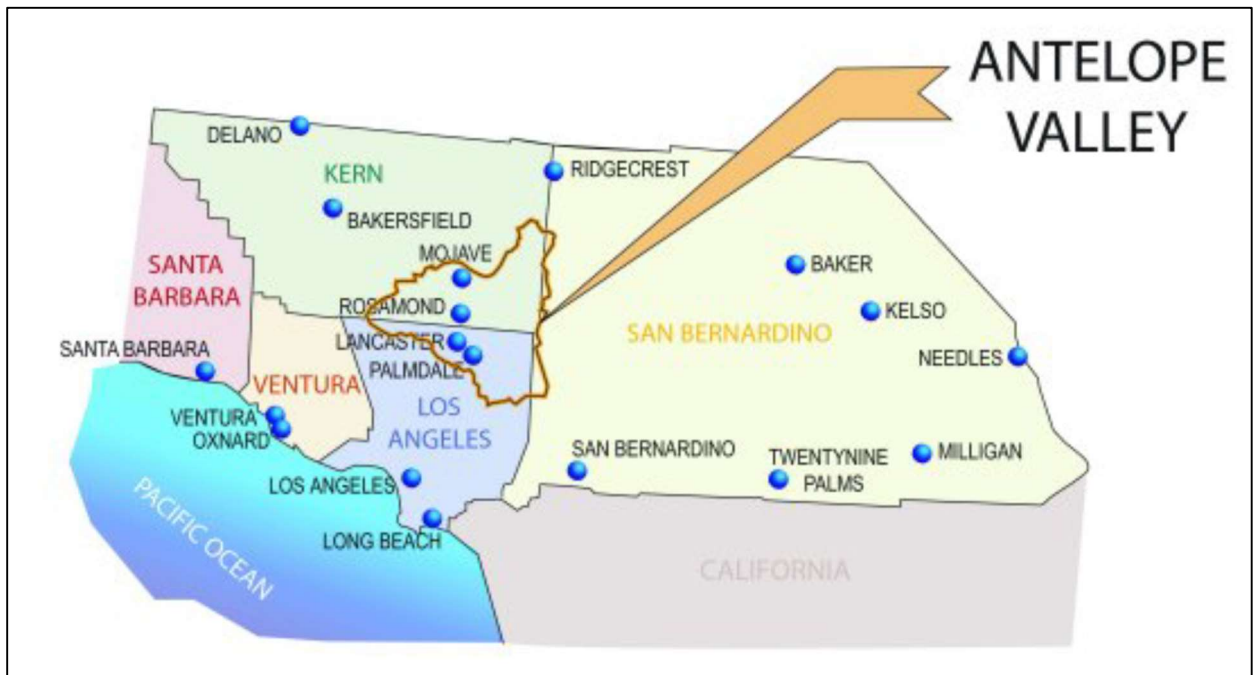 ANTELOPE
VALLEY
DELANO
KERN
RIDGECREST
BAKERSFIELD
MOJAVE
SANTA
BARBARA
BAKER
ROSAMOND
KELSO
SAN BERNARDINO
LANCASTER
SANTA BARBARA
NEEDLES
PALMDALE
VENTURA
LOS
ANGELES
VENTURA
OXNARD
SAN BERNARDINO
TWENTYNINE
PALMS
MILLIGAN
LOS ANGELES
PACIFIC OCEAN
LONG BEACH
CALIFORNIA